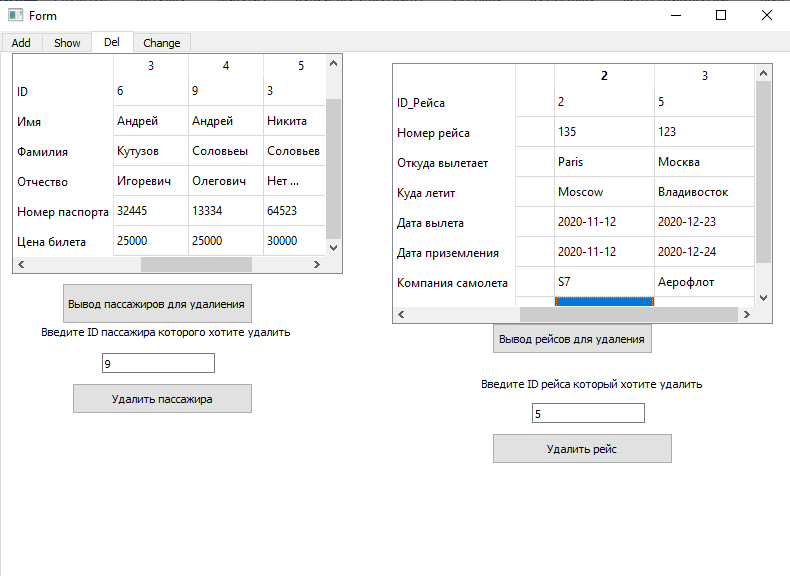 Form
Add Show Del Change
3 4 5
ID 6 9 3
Имя Андрей Андрей Никита
Фамилия Кутузов Соловьеы Соловьев
Отчество Игоревич Олегович Нет ...
Номер паспорта 32445 13334 64523
Цена билета 25000 25000 30000
Вывод пассажиров для удалиения
Введите ID пассажира которого хотите удалить
9
Удалить пассажира
2 3
ID_Рейса 2 5
Номер рейса 135 123
Откуда вылетает Paris Москва
Куда летит Moscow Владивосток
Дата вылета 2020-11-12 2020-12-23
Дата приземления 2020-11-12 2020-12-24
Компания самолета S7 Аерофлот
Вывод рейсов для удаления
Введите ID рейса который хотите удалить
5
Удалить рейс